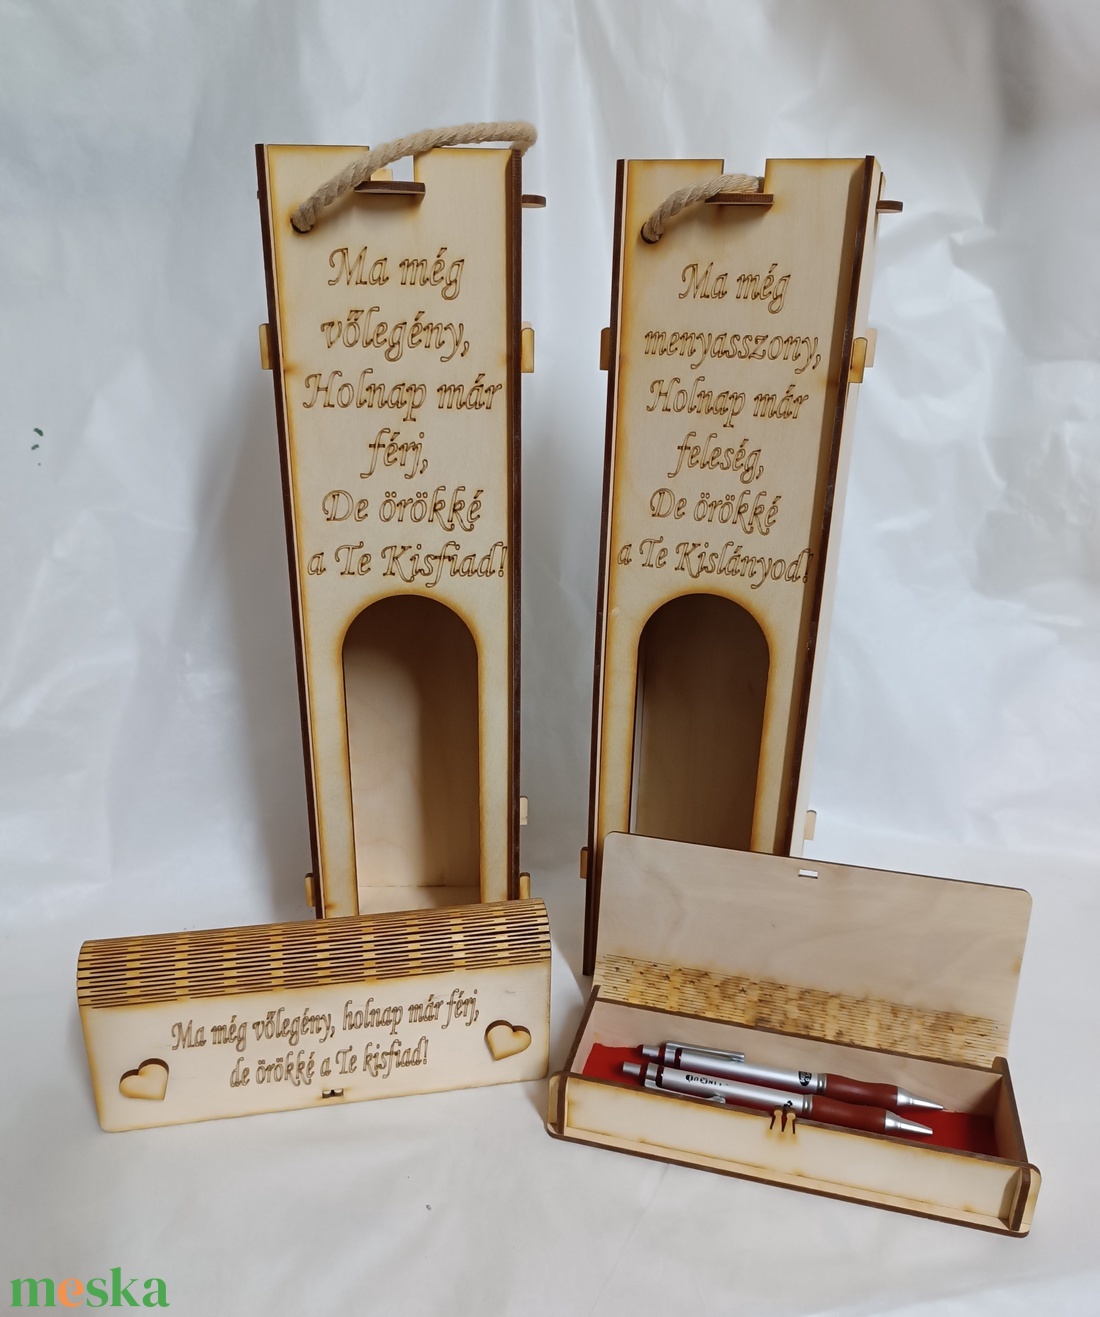 Ma még
vőlegény,
Holnap már
férj,
De örökké
a Te Kisfiad!
Ma még
menyasszony,
Holnap már
feleség,
De örökké
a Te Kislányod!
Ma még vőlegény, holnap már férj,
de örökké a Te kisfiad!
meska